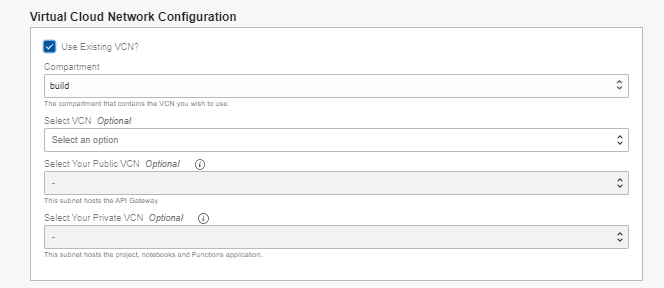 Virtual Cloud Network Configuration
Use Existing VCN?
Compartment
build
The compartment that contains the VCN you wish to use.
Select VCN Optional
Select an option
Select Your Public VCN Optional
-
This subnet hosts the API Gateway
Select Your Private VCN Optional
-
This subnet hosts the project, notebooks and Functions application.